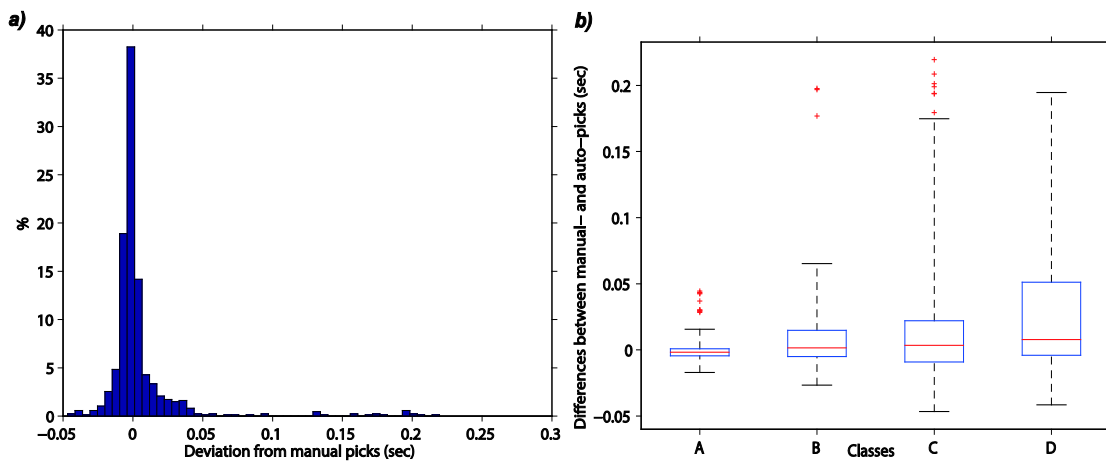 a)
40
35
30
25
20
15
10
5
0
%
−0.05 0 0.05 0.1 0.15 0.2 0.25 0.3
Deviation from manual picks (sec)
b)
Differences between manual− and auto−picks (sec)
0.2
0.15
0.1
0.05
0
−0.05
A B C D
Classes